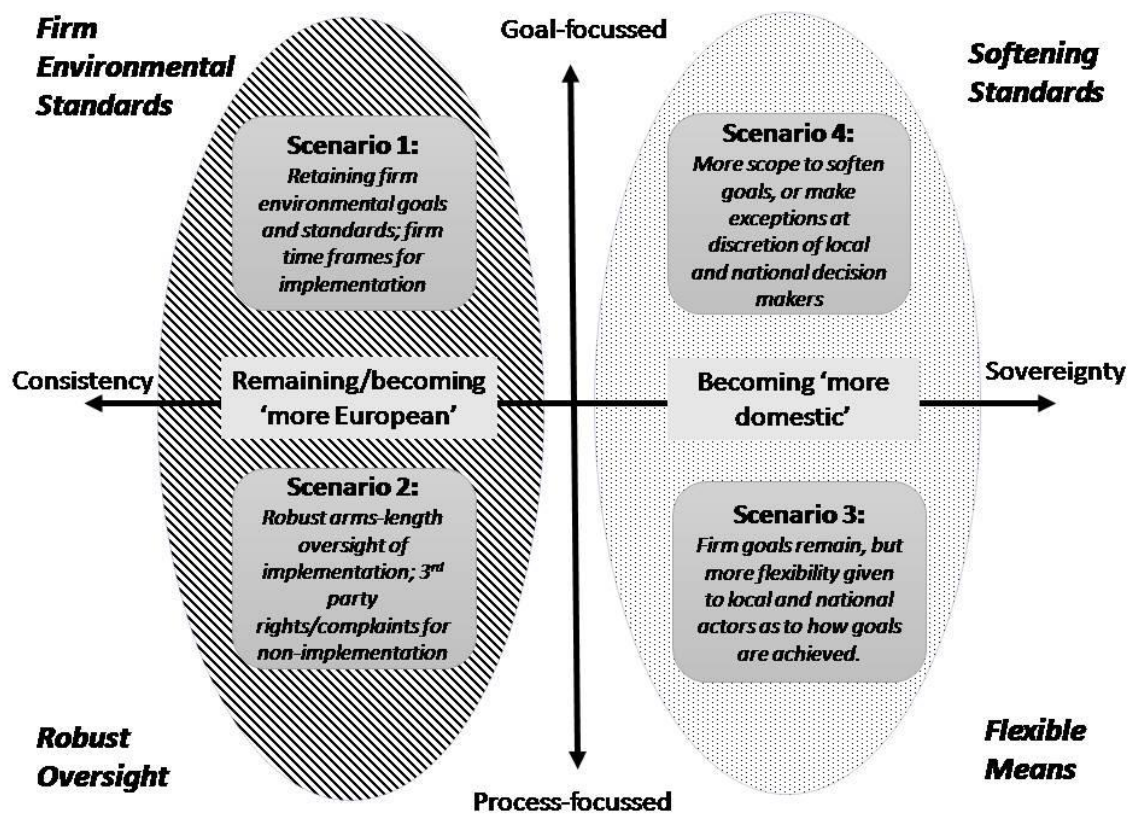 Firm
Environmental
Standards
Goal-focussed
Softening
Standards
Scenario 1:
Retaining firm
environmental goals
and standards; firm
time frames for
implementation
Scenario 4:
More scope to soften
goals, or make
exceptions at
discretion of local
and national decision
makers
Consistency
Remaining/becoming
'more European'
Becoming 'more
domestic'
Sovereignty
Scenario 2:
Robust arms-length
oversight of
implementation; 3rd
party
rights/complaints for
non-implementation
Scenario 3:
Firm goals remain, but
more flexibility given
to local and national
actors as to how goals
are achieved.
Robust
Oversight
Process-focussed
Flexible
Means